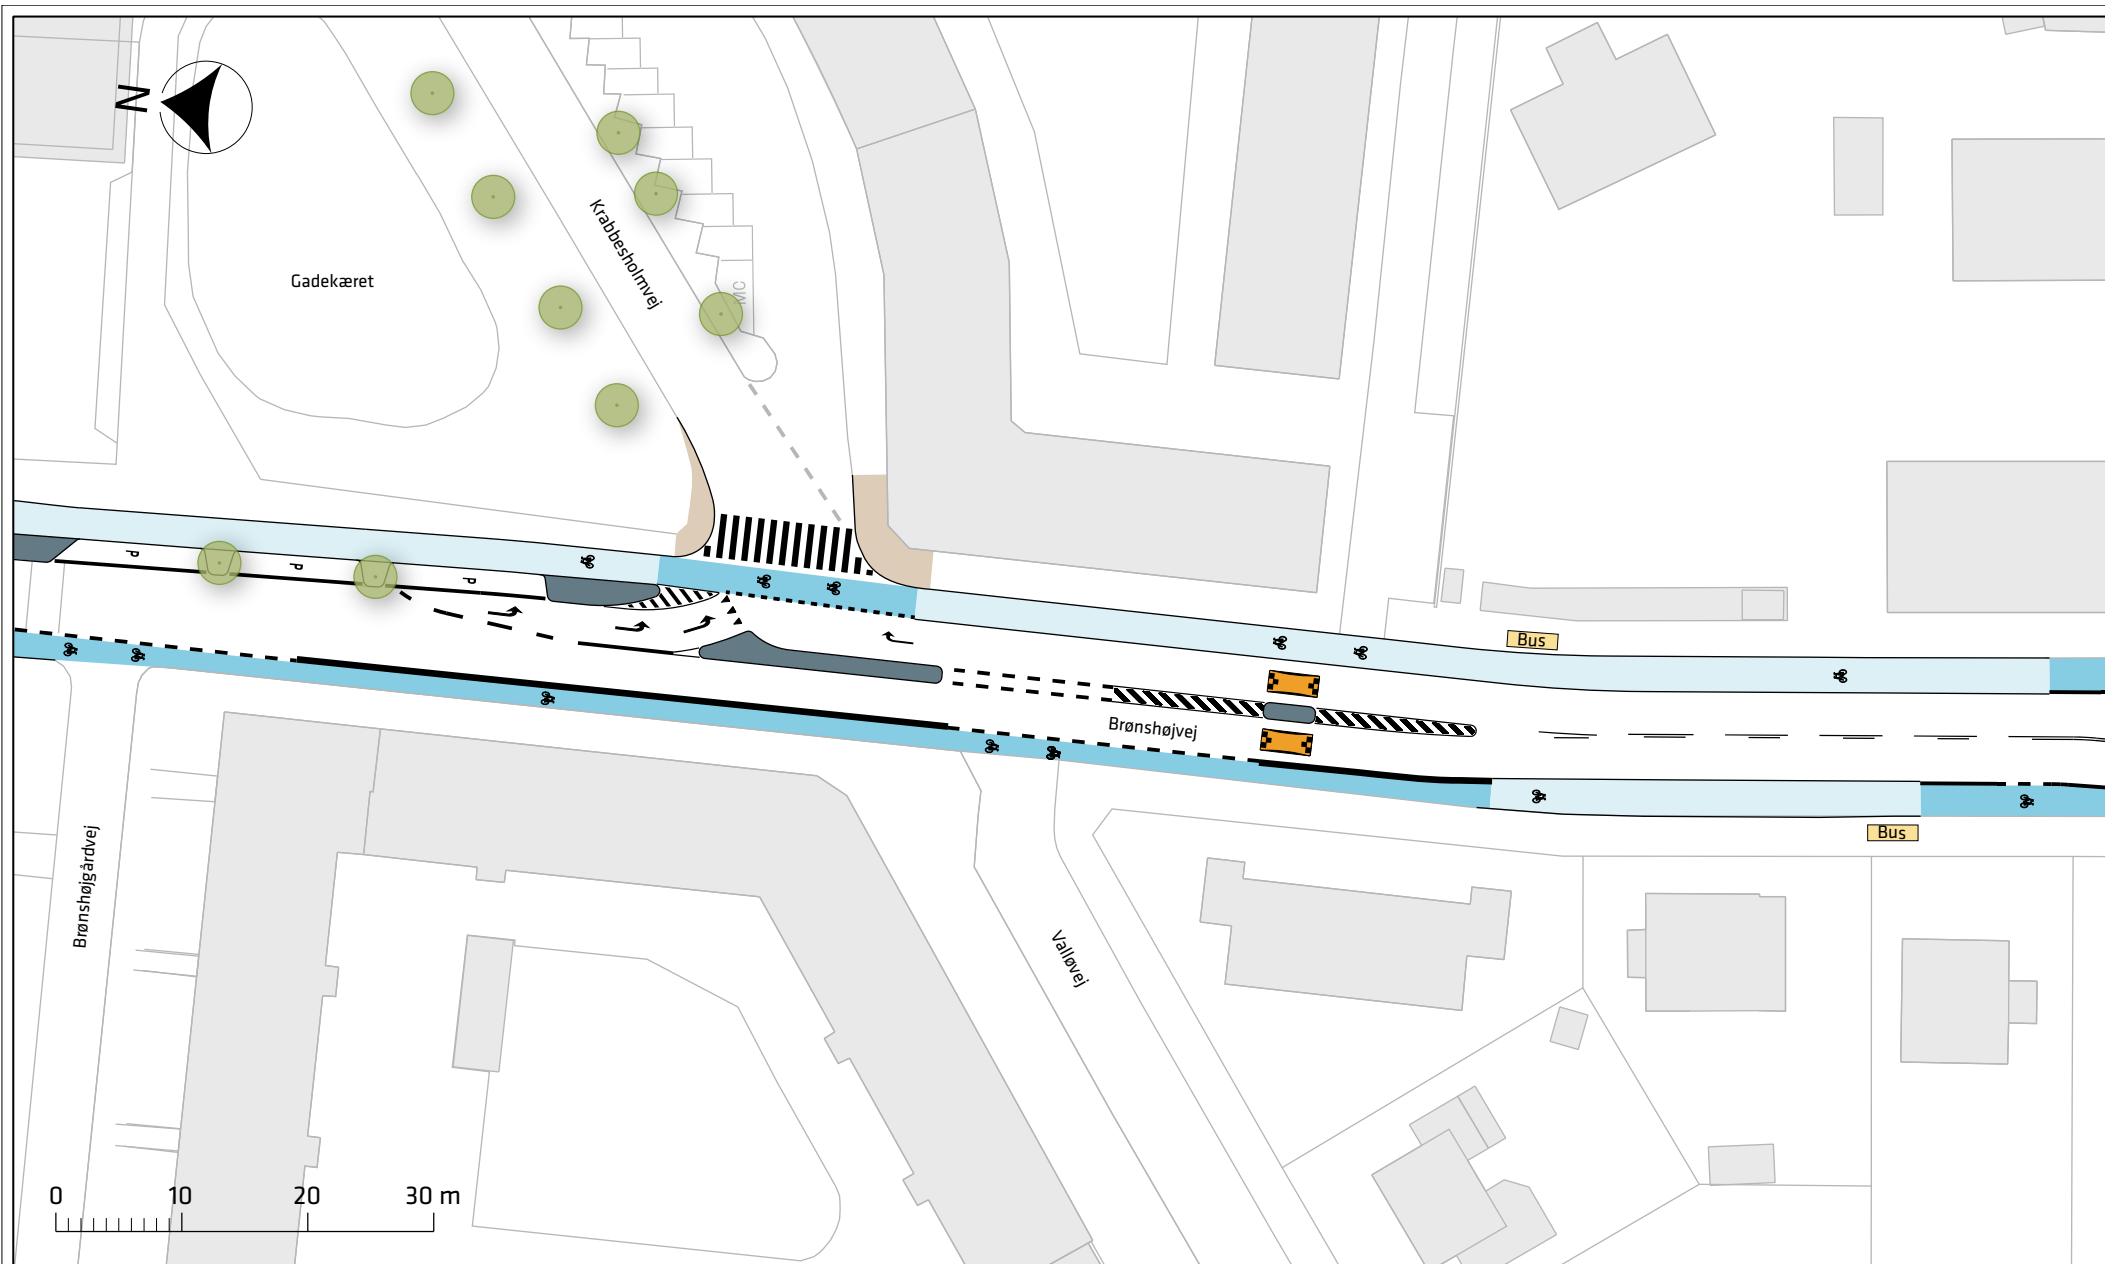 N
Krabbesholmvej
Gadekæret
MC
P
P
P
Bus
Brønshøjvej
Bus
Brønshøjgårdvej
Valløvej
0 10 20 30 m